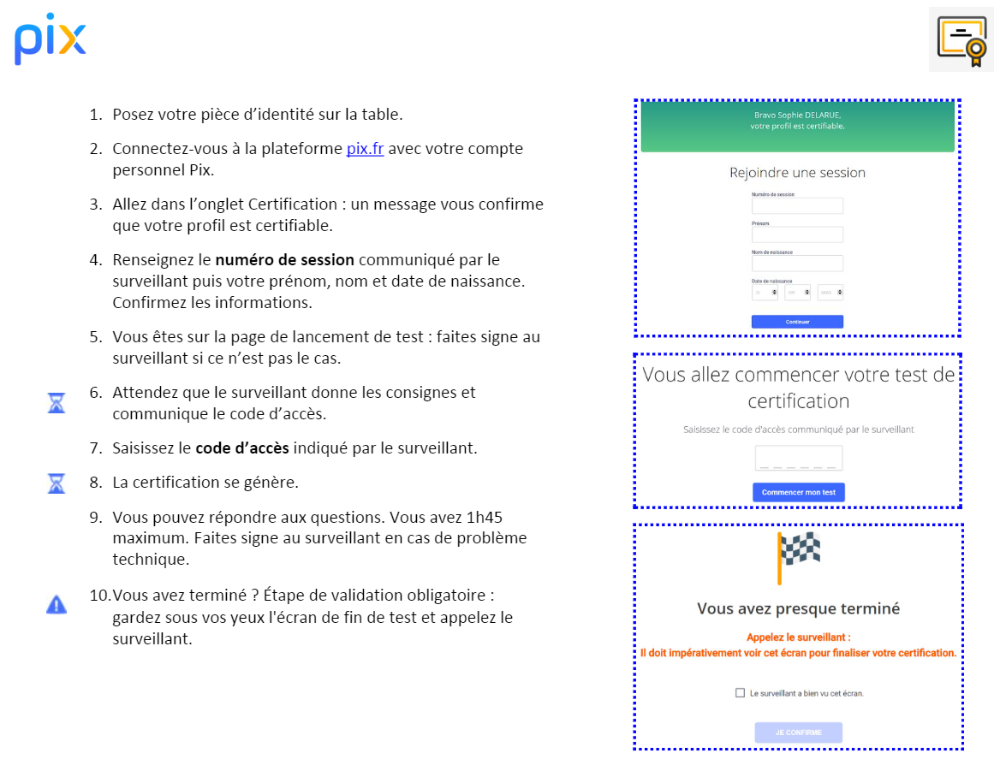 pix
1. Posez votre pièce d’identité sur la table.
2. Connectez-vous à la plateforme pix.fr avec votre compte
personnel Pix.
3. Allez dans l’onglet Certification : un message vous confirme
que votre profil est certifiable.
4. Renseignez le numéro de session communiqué par le
surveillant puis votre prénom, nom et date de naissance.
Confirmez les informations.
5. Vous êtes sur la page de lancement de test : faites signe au
surveillant si ce n’est pas le cas.
6. Attendez que le surveillant donne les consignes et
communique le code d’accès.
7. Saisissez le code d’accès indiqué par le surveillant.
8. La certification se génère.
9. Vous pouvez répondre aux questions. Vous avez 1h45
maximum. Faites signe au surveillant en cas de problème
technique.
10.Vous avez terminé ? Étape de validation obligatoire :
gardez sous vos yeux l'écran de fin de test et appelez le
surveillant.
Bravo Sophie DELARUE,
votre profil est certifiable.
Rejoindre une session
Numéro de session
Prénom
Nom de naissance
Date de naissance
JJ MM AAAA
Continuer
Vous allez commencer votre test de
certification
Saisissez le code d'accès communiqué par le surveillant
Commencer mon test
Vous avez presque terminé
Appelez le surveillant :
Il doit impérativement voir cet écran pour finaliser votre certification.
Le surveillant a bien vu cet écran.
JE CONFIRME